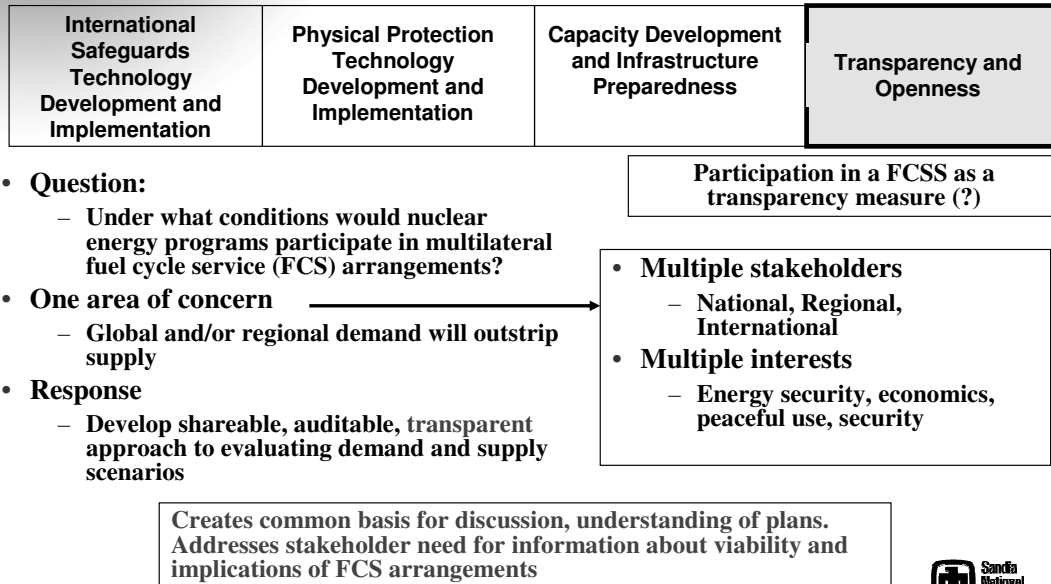 International
Safeguards
Technology
Development and
Implementation
Physical Protection
Technology
Development and
Implementation
Capacity Development
and Infrastructure
Preparedness
Transparency and
Openness
• Question:
– Under what conditions would nuclear
energy programs participate in multilateral
fuel cycle service (FCS) arrangements?
• One area of concern
– Global and/or regional demand will outstrip
supply
• Response
– Develop shareable, auditable, transparent
approach to evaluating demand and supply
scenarios
Participation in a FCSS as a
transparency measure (?)
• Multiple stakeholders
– National, Regional,
International
• Multiple interests
– Energy security, economics,
peaceful use, security
Creates common basis for discussion, understanding of plans.
Addresses stakeholder need for information about viability and
implications of FCS arrangements
Sandia
National